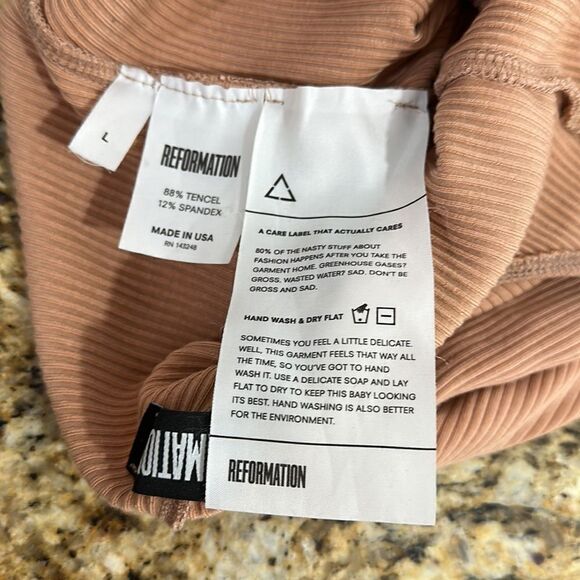 L
REFORMATION
88% TENCEL
12% SPANDEX
MADE IN USA
RN 143248
A CARE LABEL THAT ACTUALLY CARES
80% OF THE NASTY STUFF ABOUT
FASHION HAPPENS AFTER YOU TAKE THE
GARMENT HOME. GREENHOUSE GASES?
GROSS. WASTED WATER? SAD. DON'T BE
GROSS AND SAD.
HAND WASH & DRY FLAT
SOMETIMES YOU FEEL A LITTLE DELICATE.
WELL, THIS GARMENT FEELS THAT WAY ALL
THE TIME, SO YOU'VE GOT TO HAND
WASH IT. USE A DELICATE SOAP AND LAY
FLAT TO DRY TO KEEP THIS BABY LOOKING
ITS BEST. HAND WASHING IS ALSO BETTER
FOR THE ENVIRONMENT.
REFORMATION
MATIO